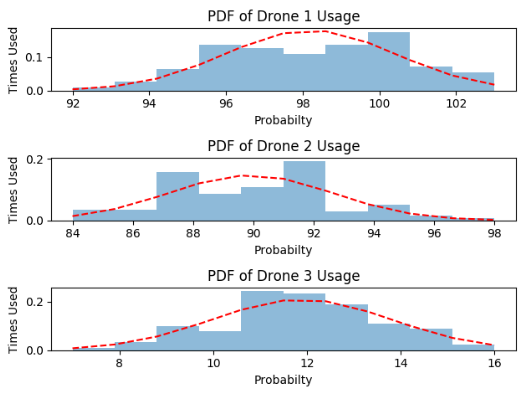 PDF of Drone 1 Usage
Times Used
0.1
0.0
92 94 96 98 100 102
Probabilty
PDF of Drone 2 Usage
Times Used
0.2
0.0
84 86 88 90 92 94 96 98
Probabilty
PDF of Drone 3 Usage
Times Used
0.2
0.0
8 10 12 14 16
Probabilty